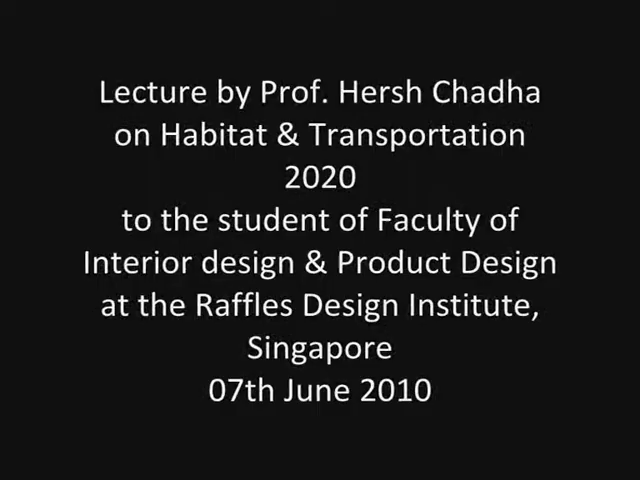 Lecture by Prof. Hersh Chadha
on Habitat & Transportation
2020
to the student of Faculty of
Interior design & Product Design
at the Raffles Design Institute,
Singapore
07th June 2010